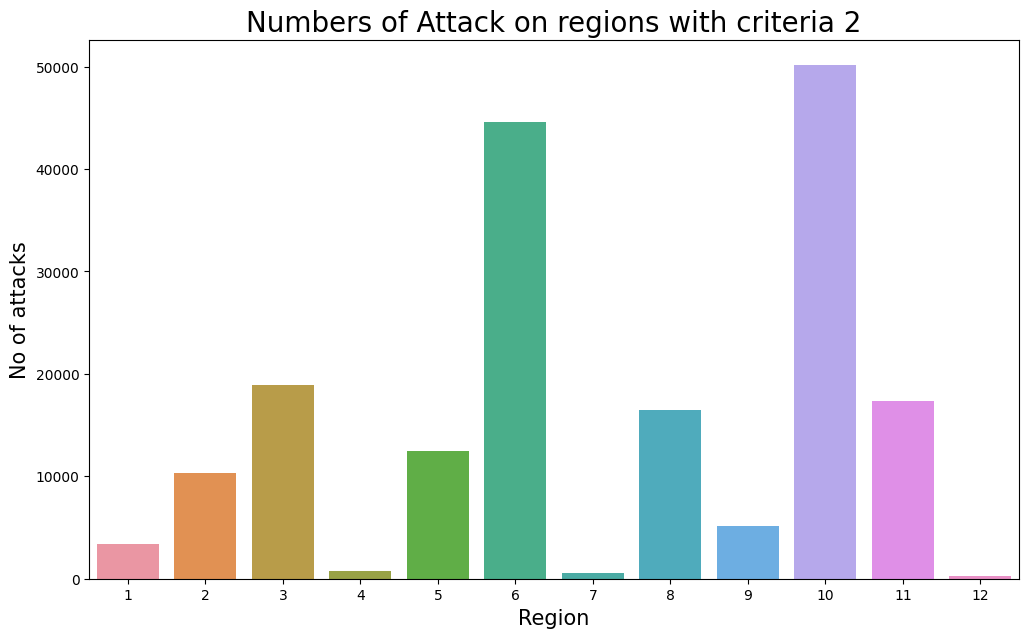 Numbers of Attack on regions with criteria 2
No of attacks
50000
40000
30000
20000
10000
0
1 2 3 4 5 6 7 8 9 10 11 12
Region